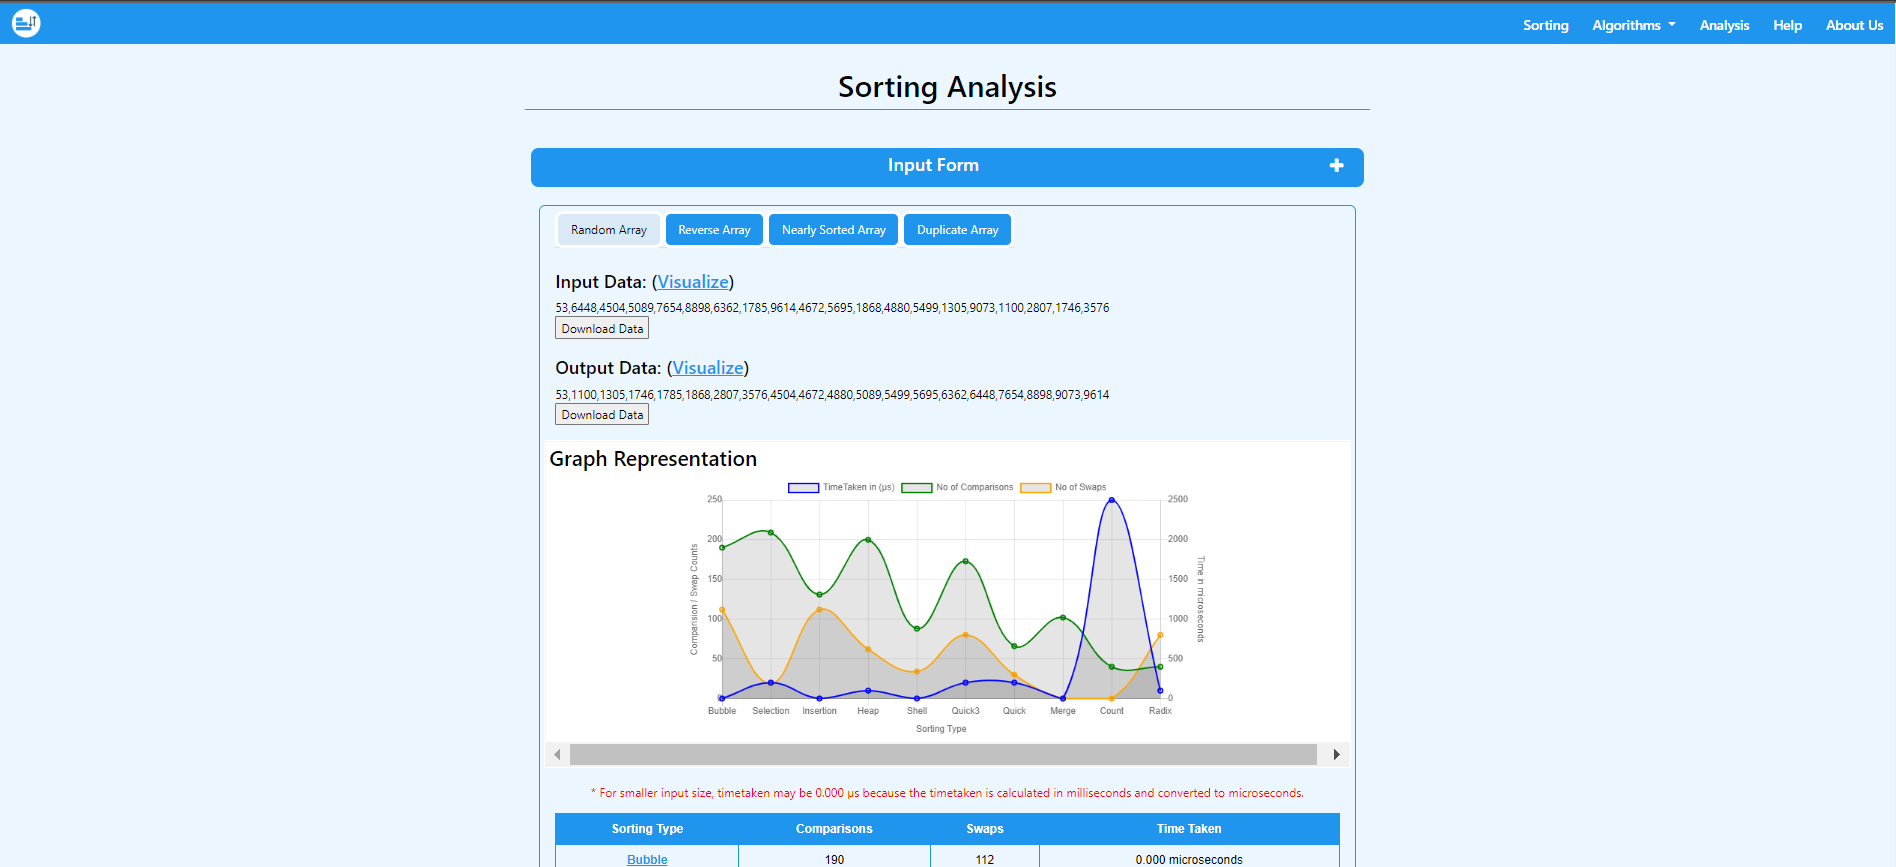 Sorting Algorithms Analysis Help About Us
Sorting Analysis
Input Form
Random Array Reverse Array Nearly Sorted Array Duplicate Array
Input Data: (Visualize)
53,6448,4504,5089,7654,8898,6362,1785,9614,4672,5695,1868,4880,5499,1305,9073,1100,2807,1746,3576
Download Data
Output Data: (Visualize)
53,1100,1305,1746,1785,1868,2807,3576,4504,4672,4880,5089,5499,5695,6362,6448,7654,8898,9073,9614
Download Data
Graph Representation
TimeTaken in (μs) No of Comparisons No of Swaps
250 2500
200 2000
150 1500
100 1000
50 500
0 0
Comparision / Swap Counts
Time in microseconds
Bubble Selection Insertion Heap Shell Quick3 Quick Merge Count Radix
Sorting Type
* For smaller input size, timetaken may be 0.000 μs because the timetaken is calculated in milliseconds and converted to microseconds.
Sorting Type Comparisons Swaps Time Taken
Bubble 190 112 0.000 microseconds